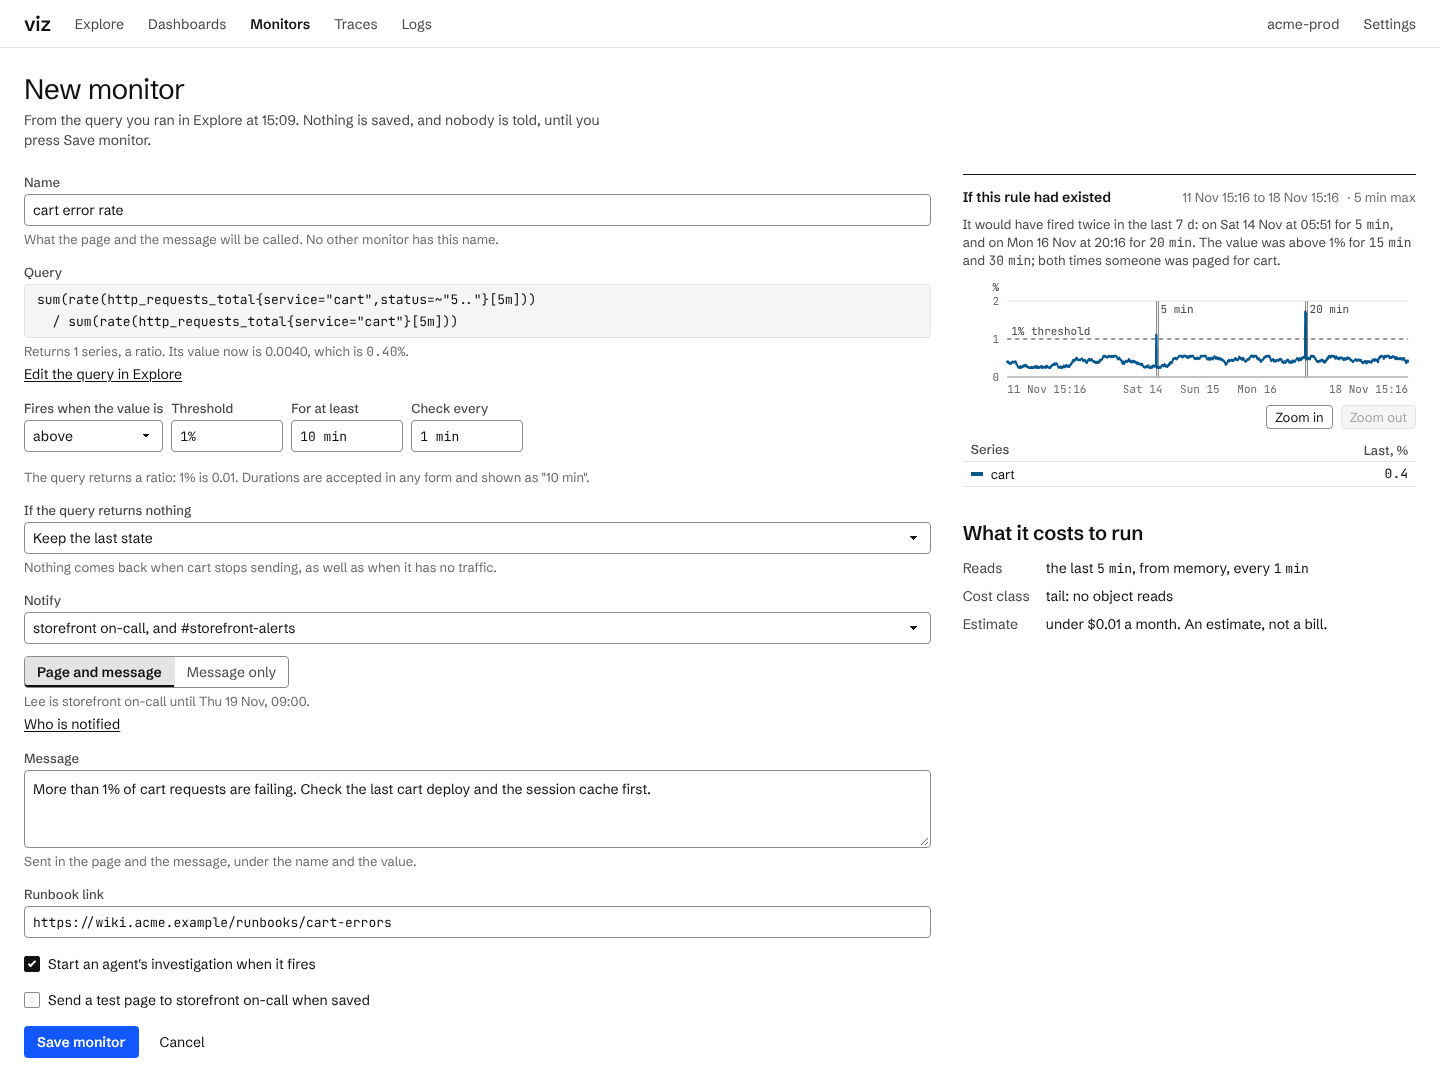 viz Explore Dashboards Monitors Traces Logs acme-prod Settings
New monitor
From the query you ran in Explore at 15:09. Nothing is saved, and nobody is told, until you
press Save monitor.
Name
cart error rate
What the page and the message will be called. No other monitor has this name.
Query
sum(rate(http_requests_total{service="cart",status=~"5.."}[5m]))
/ sum(rate(http_requests_total{service="cart"}[5m]))
Returns 1 series, a ratio. Its value now is 0.0040, which is 0.40%.
Edit the query in Explore
Fires when the value is Threshold For at least Check every
above 1% 10 min 1 min
The query returns a ratio: 1% is 0.01. Durations are accepted in any form and shown as "10 min".
If the query returns nothing
Keep the last state
Nothing comes back when cart stops sending, as well as when it has no traffic.
Notify
storefront on-call, and #storefront-alerts
Page and message Message only
Lee is storefront on-call until Thu 19 Nov, 09:00.
Who is notified
Message
More than 1% of cart requests are failing. Check the last cart deploy and the session cache first.
Sent in the page and the message, under the name and the value.
Runbook link
https://wiki.acme.example/runbooks/cart-errors
Start an agent's investigation when it fires
Send a test page to storefront on-call when saved
Save monitor Cancel
If this rule had existed 11 Nov 15:16 to 18 Nov 15:16 · 5 min max
It would have fired twice in the last 7 d: on Sat 14 Nov at 05:51 for 5 min,
and on Mon 16 Nov at 20:16 for 20 min. The value was above 1% for 15 min
and 30 min; both times someone was paged for cart.
%
2
5 min 20 min
1% threshold
1
0
11 Nov 15:16 Sat 14 Sun 15 Mon 16 18 Nov 15:16
Zoom in Zoom out
Series Last, %
cart 0.4
What it costs to run
Reads the last 5 min, from memory, every 1 min
Cost class tail: no object reads
Estimate under $0.01 a month. An estimate, not a bill.